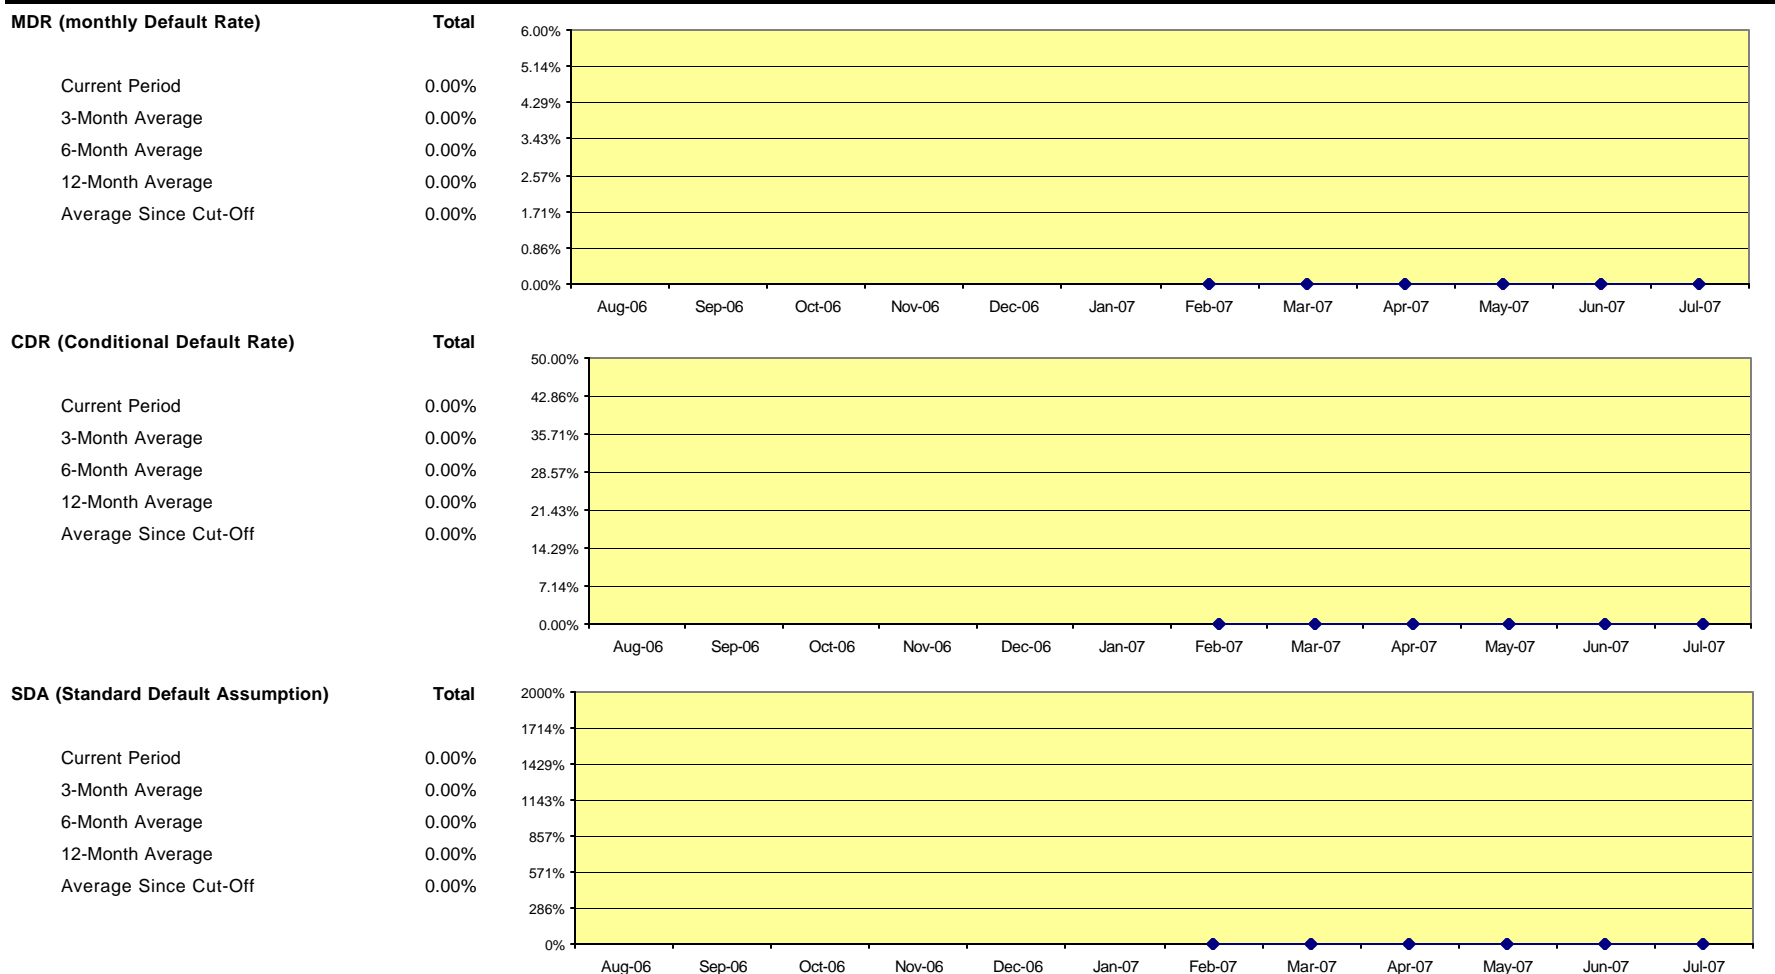 MDR (monthly Default Rate) Total
Current Period 0.00%
3-Month Average 0.00%
6-Month Average 0.00%
12-Month Average 0.00%
Average Since Cut-Off 0.00%
6.00%
5.14%
4.29%
3.43%
2.57%
1.71%
0.86%
0.00%
Aug-06 Sep-06 Oct-06 Nov-06 Dec-06 Jan-07 Feb-07 Mar-07 Apr-07 May-07 Jun-07 Jul-07
CDR (Conditional Default Rate) Total
Current Period 0.00%
3-Month Average 0.00%
6-Month Average 0.00%
12-Month Average 0.00%
Average Since Cut-Off 0.00%
50.00%
42.86%
35.71%
28.57%
21.43%
14.29%
7.14%
0.00%
Aug-06 Sep-06 Oct-06 Nov-06 Dec-06 Jan-07 Feb-07 Mar-07 Apr-07 May-07 Jun-07 Jul-07
SDA (Standard Default Assumption) Total
Current Period 0.00%
3-Month Average 0.00%
6-Month Average 0.00%
12-Month Average 0.00%
Average Since Cut-Off 0.00%
2000%
1714%
1429%
1143%
857%
571%
286%
0%
Aug-06 Sep-06 Oct-06 Nov-06 Dec-06 Jan-07 Feb-07 Mar-07 Apr-07 May-07 Jun-07 Jul-07